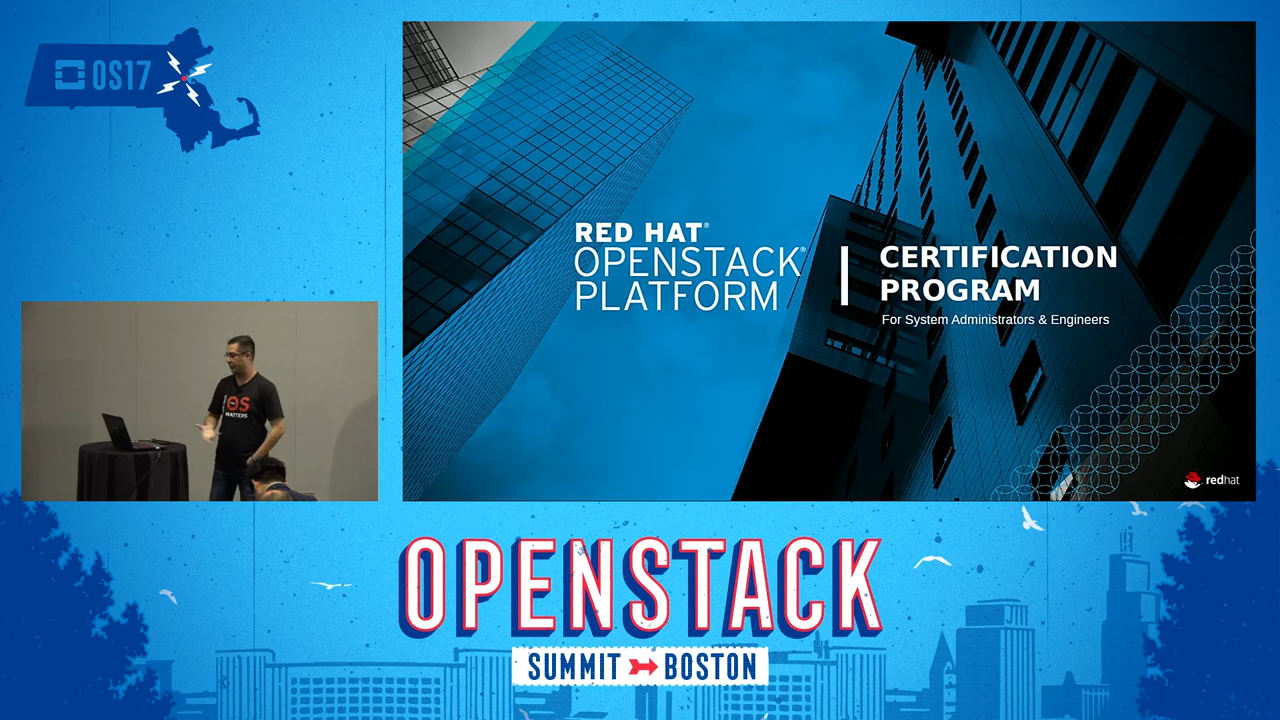 OS17
RED HAT®
OPENSTACK®
PLATFORM
CERTIFICATION
PROGRAM
For System Administrators & Engineers
redhat
OS
MATTERS
OPENSTACK
SUMMIT BOSTON